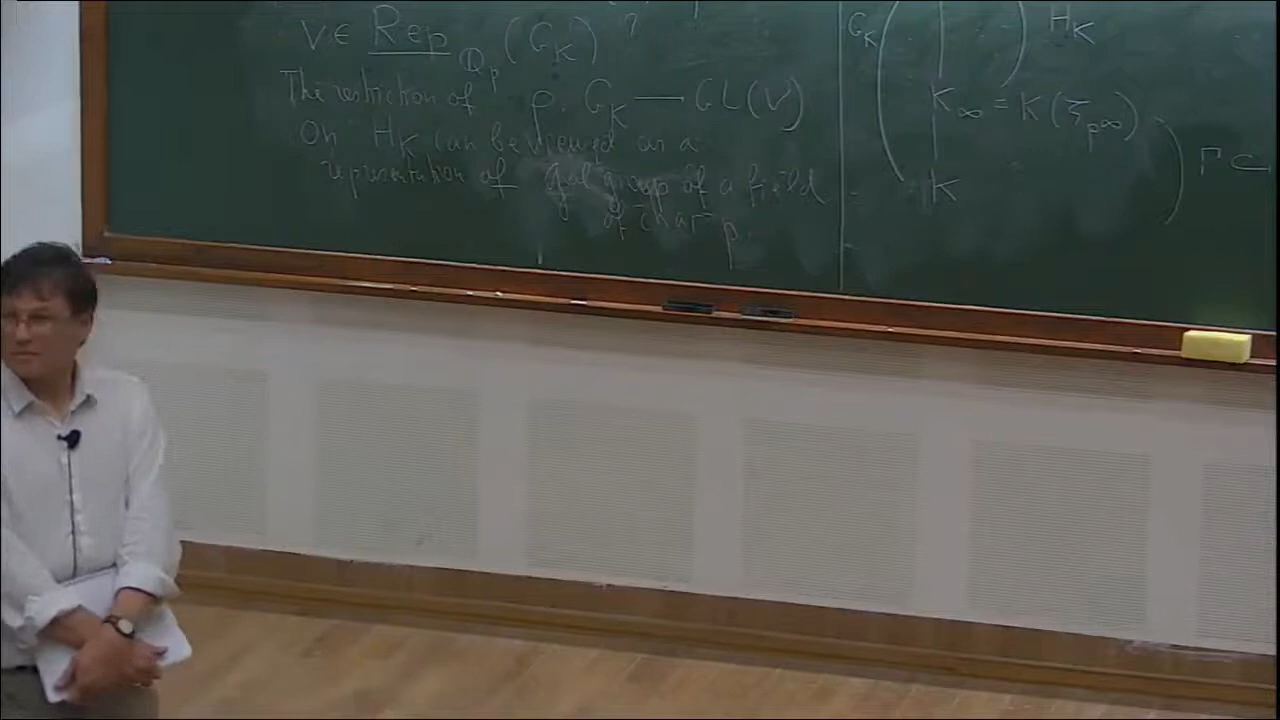 V ∈ Rep_{Q_p} (G_K) ?
The restriction of ρ: G_K — GL(V)
On H_K can be viewed as a
representation of Gal group of a field
of char p.
G_K H_K
K_∞ = K(ζ_{p^∞})
K
Γ ⊂